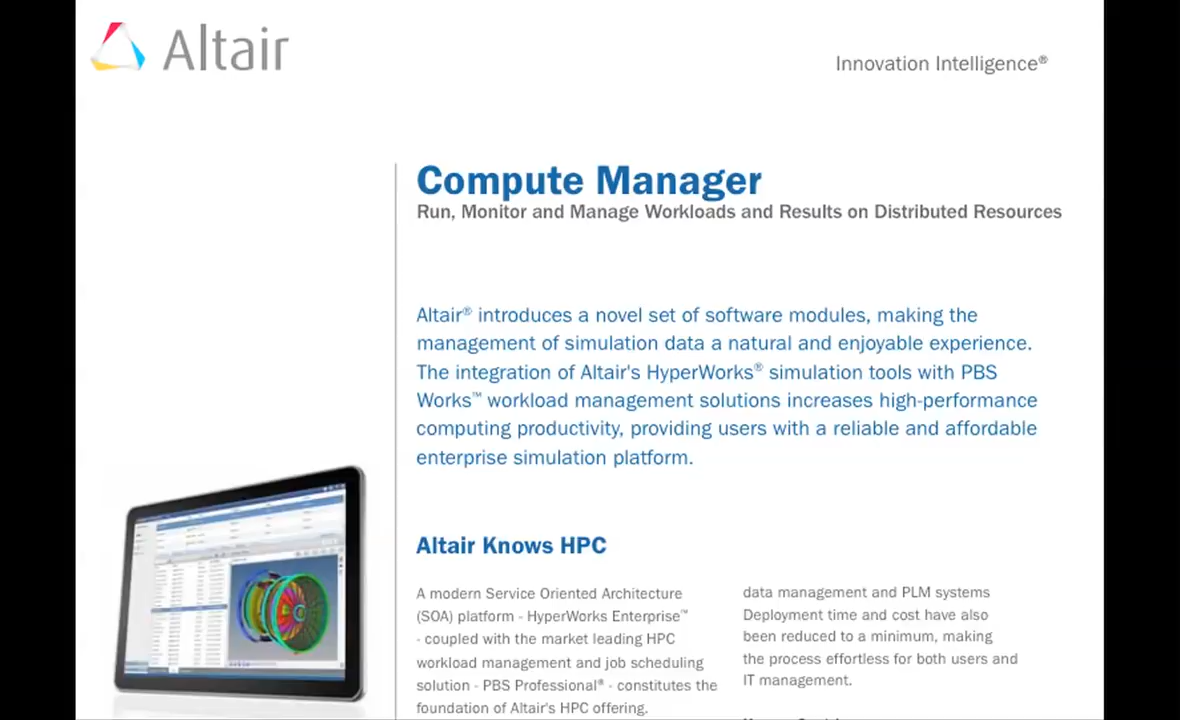 Altair
Innovation Intelligence®
Compute Manager
Run, Monitor and Manage Workloads and Results on Distributed Resources
Altair® introduces a novel set of software modules, making the
management of simulation data a natural and enjoyable experience.
The integration of Altair's HyperWorks® simulation tools with PBS
Works™ workload management solutions increases high-performance
computing productivity, providing users with a reliable and affordable
enterprise simulation platform.
Altair Knows HPC
A modern Service Oriented Architecture
(SOA) platform - HyperWorks Enterprise™
- coupled with the market leading HPC
workload management and job scheduling
solution - PBS Professional® - constitutes the
foundation of Altair's HPC offering.
data management and PLM systems
Deployment time and cost have also
been reduced to a minimum, making
the process effortless for both users and
IT management.